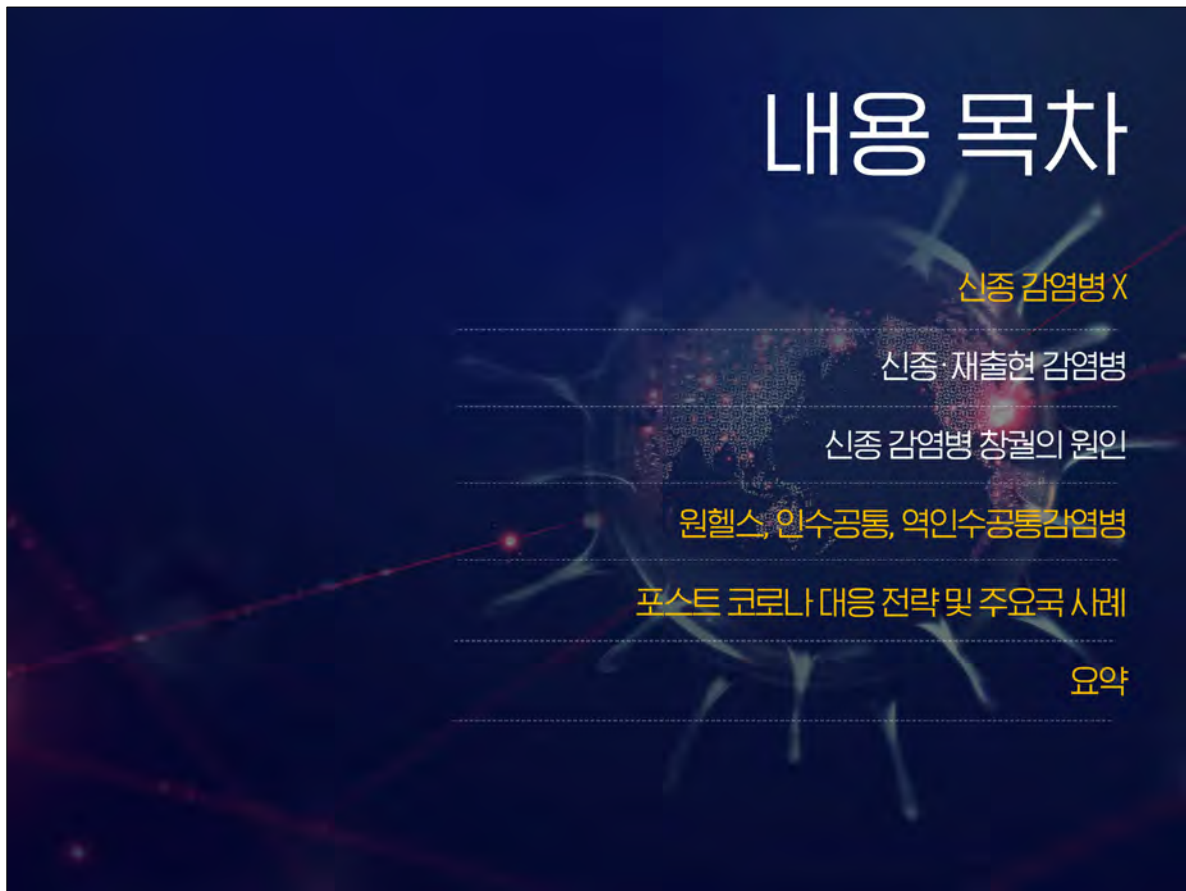 내용 목차
신종 감염병 X
신종·재출현 감염병
신종 감염병 창궐의 원인
원헬스, 인수공통, 역인수공통감염병
포스트 코로나 대응 전략 및 주요국 사례
요약